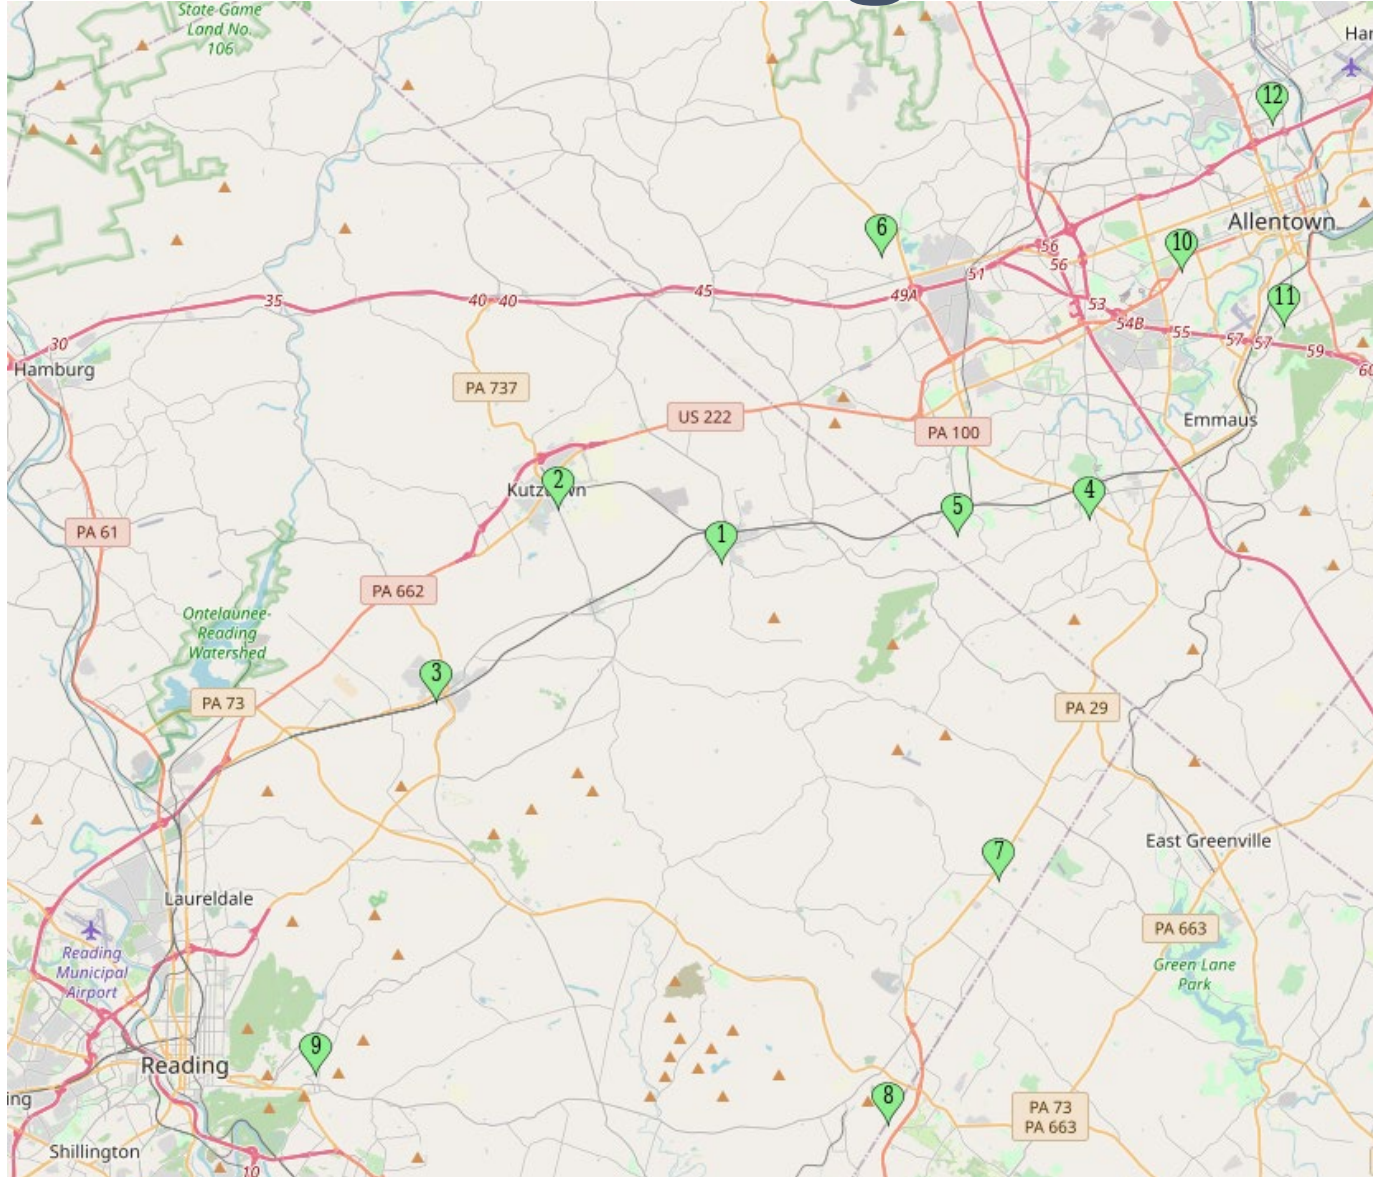 State Game
Land No.
106
Har
12
Allentown
6
10
56
56
51
45
35
40
40
49A
11
53
54B
55
57
57
59
60
30
Hamburg
PA 737
US 222
PA 100
Emmaus
2
Kutztown
4
5
1
PA 61
PA 662
Ontelaunee-
Reading
Watershed
3
PA 73
PA 29
East Greenville
7
Laureldale
PA 663
Reading
Municipal
Airport
Green Lane
Park
9
Reading
8
ing
PA 73
PA 663
Shillington
10